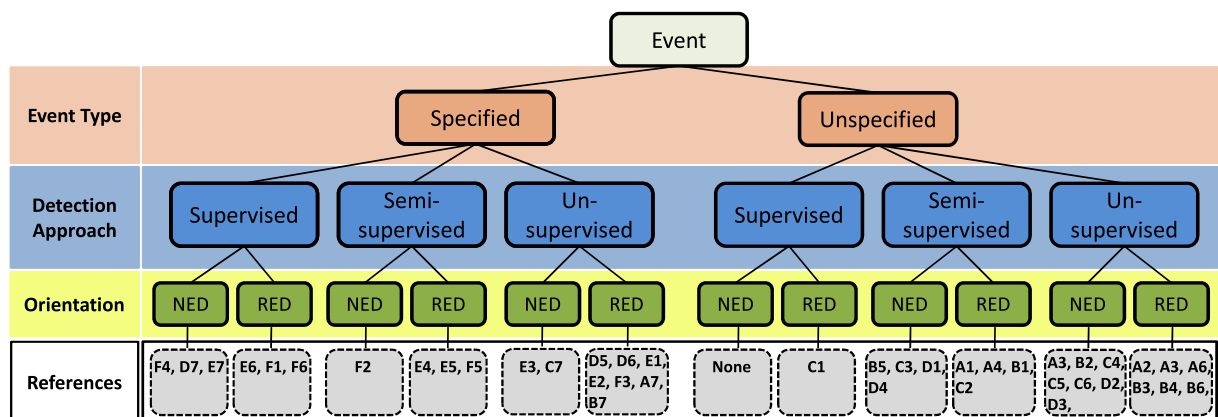 Event
Event Type
Specified
Unspecified
Detection
Approach
Supervised
Semi-
supervised
Un-
supervised
Supervised
Semi-
supervised
Un-
supervised
Orientation
NED
RED
NED
RED
NED
RED
NED
RED
NED
RED
NED
RED
References
F4, D7, E7
E6, F1, F6
F2
E4, E5, F5
E3, C7
D5, D6, E1,
E2, F3, A7,
B7
None
C1
B5, C3, D1,
D4
A1, A4, B1,
C2
A3, B2, C4,
C5, C6, D2,
D3,
A2, A3, A6,
B3, B4, B6,